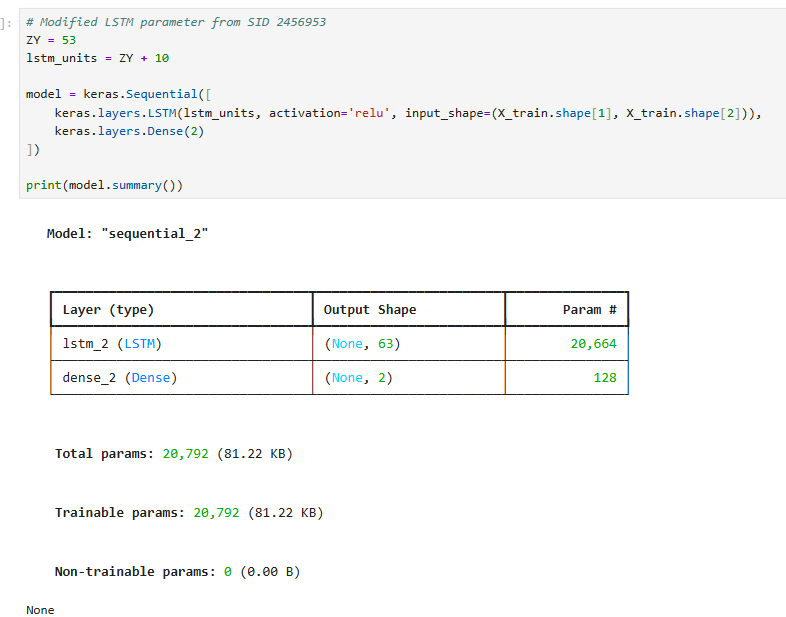 ]: # Modified LSTM parameter from SID 2456953
ZY = 53
lstm_units = ZY + 10
model = keras.Sequential([
keras.layers.LSTM(lstm_units, activation='relu', input_shape=(X_train.shape[1], X_train.shape[2])),
keras.layers.Dense(2)
])
print(model.summary())
Model: "sequential_2"
Layer (type) Output Shape Param #
lstm_2 (LSTM) (None, 63) 20,664
dense_2 (Dense) (None, 2) 128
Total params: 20,792 (81.22 KB)
Trainable params: 20,792 (81.22 KB)
Non-trainable params: 0 (0.00 B)
None